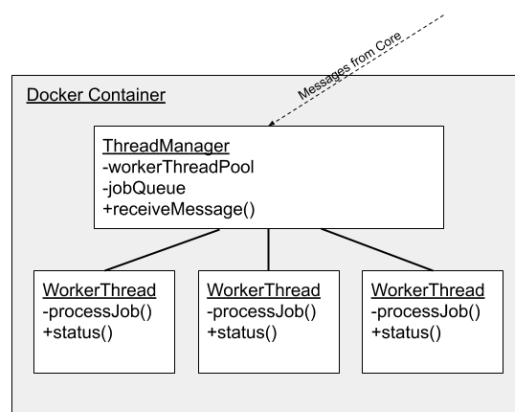 Messages from Core
Docker Container
ThreadManager
-workerThreadPool
-jobQueue
+receiveMessage()
WorkerThread
-processJob()
+status()
WorkerThread
-processJob()
+status()
WorkerThread
-processJob()
+status()